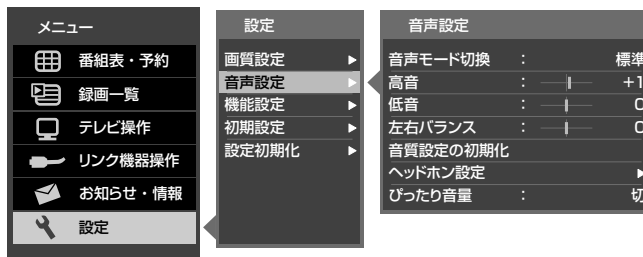 メニュー
番組表・予約
録画一覧
テレビ操作
リンク機器操作
お知らせ・情報
設定
設定
画質設定
音声設定
機能設定
初期設定
設定初期化
音声設定
音声モード切換 : 標準
高音 : +1
低音 : 0
左右バランス : 0
音質設定の初期化
ヘッドホン設定
ぴったり音量 : 切